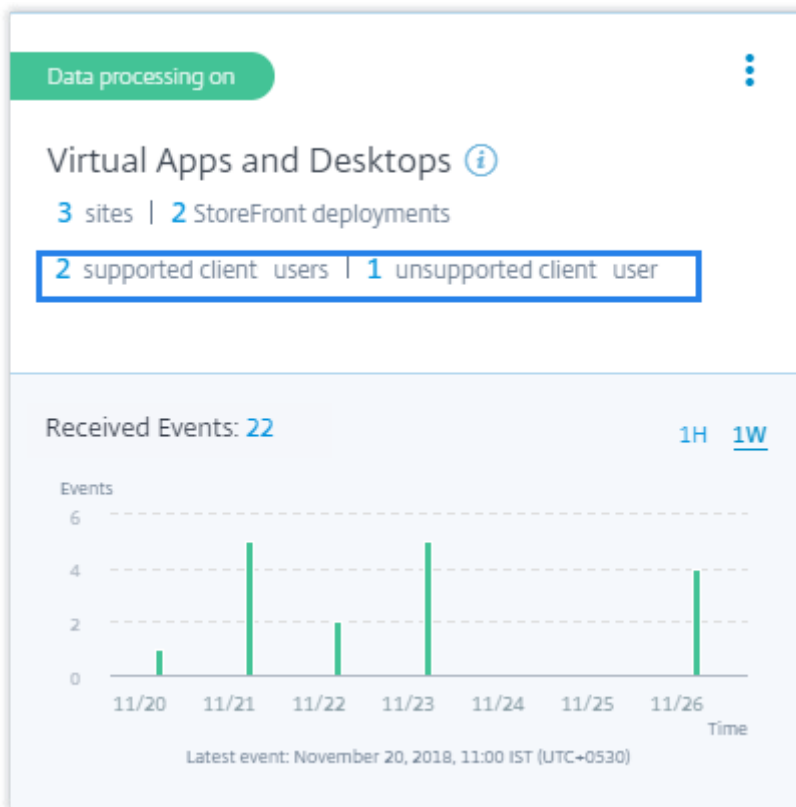 Data processing on
Virtual Apps and Desktops i
3 sites | 2 StoreFront deployments
2 supported client users | 1 unsupported client user
Received Events: 22
1H 1W
Events
6
4
2
0
11/20 11/21 11/22 11/23 11/24 11/25 11/26
Time
Latest event: November 20, 2018, 11:00 IST (UTC+0530)